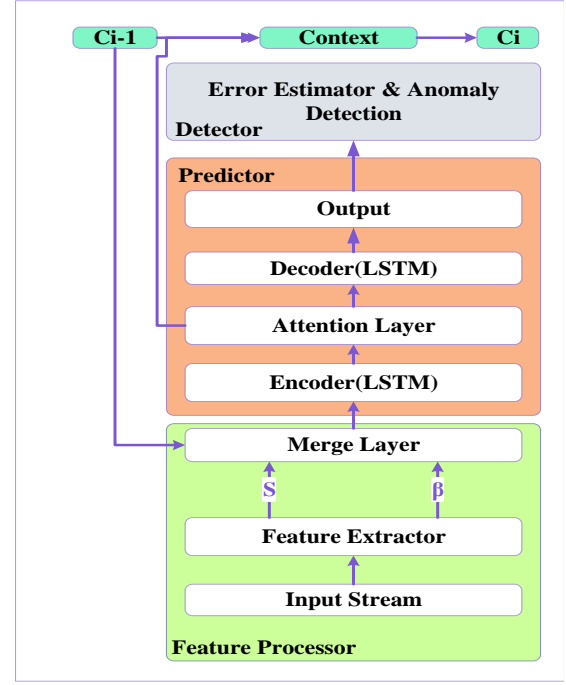 Ci-1
Context
Ci
Error Estimator & Anomaly
Detection
Detector
Predictor
Output
Decoder(LSTM)
Attention Layer
Encoder(LSTM)
Merge Layer
S
β
Feature Extractor
Input Stream
Feature Processor